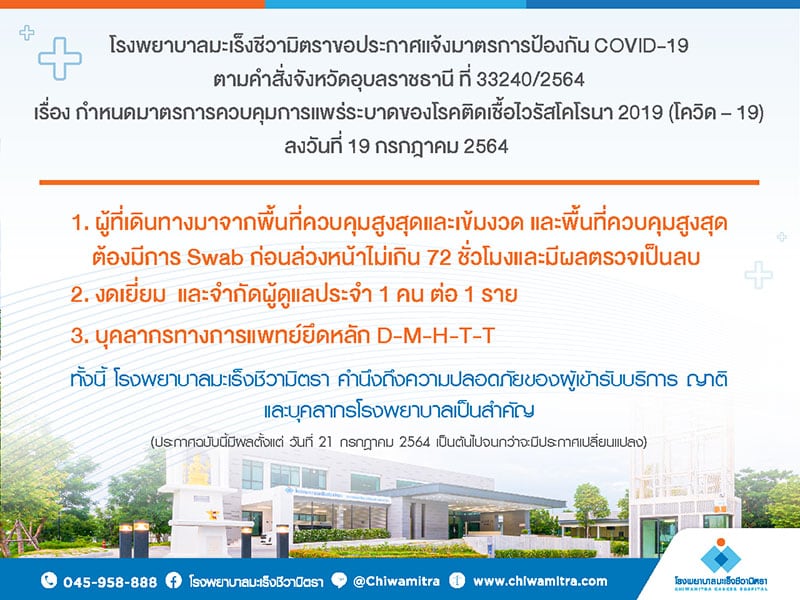 โรงพยาบาลมะเร็งชีวามิตราขอประกาศแจ้งมาตรการป้องกัน COVID-19
ตามคำสั่งจังหวัดอุบลราชธานี ที่ 33240/2564
เรื่อง กำหนดมาตรการควบคุมการแพร่ระบาดของโรคติดเชื้อไวรัสโคโรนา 2019 (โควิด – 19)
ลงวันที่ 19 กรกฎาคม 2564
1. ผู้ที่เดินทางมาจากพื้นที่ควบคุมสูงสุดและเข้มงวด และพื้นที่ควบคุมสูงสุด
ต้องมีการ Swab ก่อนล่วงหน้าไม่เกิน 72 ชั่วโมงและมีผลตรวจเป็นลบ
2. งดเยี่ยม และจำกัดผู้ดูแลประจำ 1 คน ต่อ 1 ราย
3. บุคลากรทางการแพทย์ยึดหลัก D-M-H-T-T
ทั้งนี้ โรงพยาบาลมะเร็งชีวามิตรา คำนึงถึงความปลอดภัยของผู้เข้ารับบริการ ญาติ
และบุคลากรโรงพยาบาลเป็นสำคัญ
(ประกาศฉบับนี้มีผลตั้งแต่ วันที่ 21 กรกฎาคม 2564 เป็นต้นไปจนกว่าจะมีประกาศเปลี่ยนแปลง)
045-958-888 โรงพยาบาลมะเร็งชีวามิตรา @Chiwamitra www.chiwamitra.com
โรงพยาบาลมะเร็งชีวามิตรา
CHIWAMITRA CANCER HOSPITAL